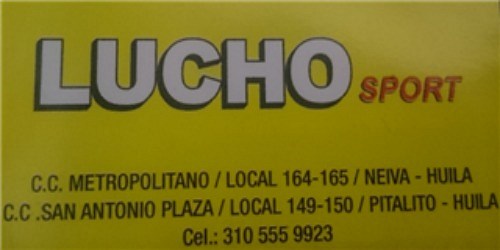 LUCHO SPORT
C.C. METROPOLITANO / LOCAL 164-165 / NEIVA - HUILA
C.C .SAN ANTONIO PLAZA / LOCAL 149-150 / PITALITO - HUILA
Cel.: 310 555 9923